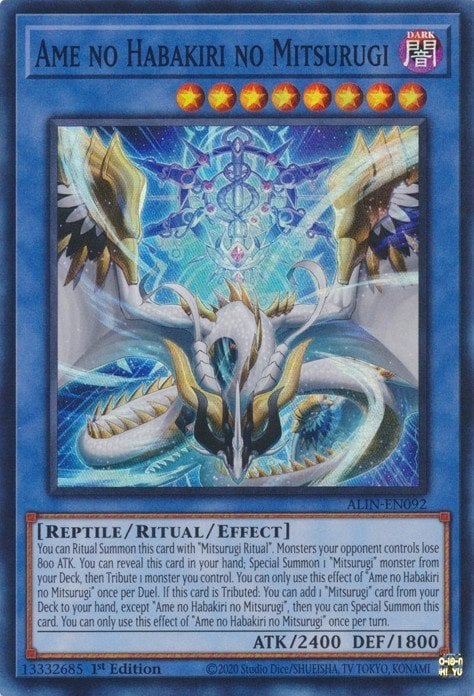 AME NO HABAKIRI NO MITSURUGI
DARK
闇
ALIN-EN092
[REPTILE/RITUAL/EFFECT]
You can Ritual Summon this card with "Mitsurugi Ritual". Monsters your opponent controls lose
800 ATK. You can reveal this card in your hand; Special Summon 1 "Mitsurugi" monster from
your Deck, then Tribute 1 monster you control. You can only use this effect of "Ame no Habakiri
no Mitsurugi" once per Duel. If this card is Tributed: You can add 1 "Mitsurugi" card from your
Deck to your hand, except "Ame no Habakiri no Mitsurugi", then you can Special Summon this
card. You can only use this effect of "Ame no Habakiri no Mitsurugi" once per turn.
ATK/2400 DEF/1800
13332685 1st Edition ©2020 Studio Dice/SHUEISHA, TV TOKYO, KONAMI